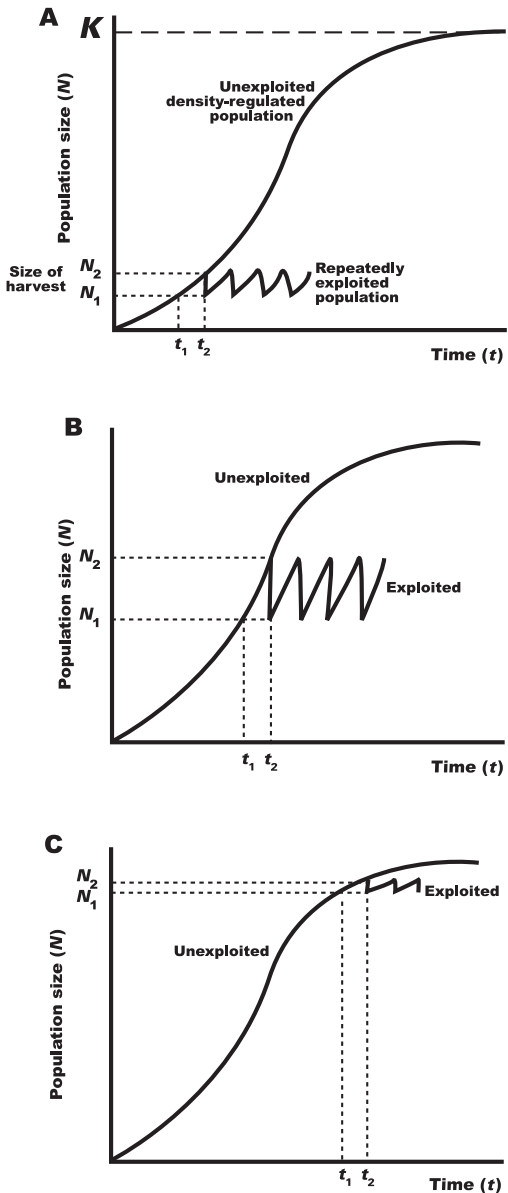 A
K
Population size (N)
Unexploited
density-regulated
population
Size of
harvest
N2
N1
Repeatedly
exploited
population
t1 t2
Time (t)
B
Population size (N)
Unexploited
N2
N1
Exploited
t1 t2
Time (t)
C
Population size (N)
N2
N1
Exploited
Unexploited
t1 t2
Time (t)